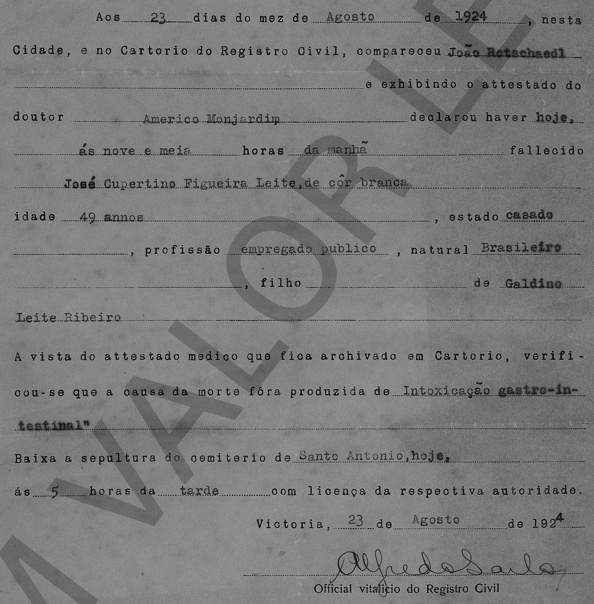 Aos 23 dias do mez de Agosto de 1924, nesta
Cidade, e no Cartorio do Registro Civil, compareceu João Rotschaedl
e exhibindo o attestado do
doutor Americo Monjardim declarou haver hoje,
ás nove e meia horas da manhã fallecido
José Cupertino Figueira Leite, de côr branca
idade 49 annos, estado casado
, profissão empregado publico, natural Brasileiro
, filho de Galdino
Leite Ribeiro
A vista do attestado medico que fica archivado em Cartorio, verifi-
cou-se que a causa da morte fôra produzida de Intoxicação gastro-in-
testinal"
Baixa a sepultura do cemiterio de Santo Antonio, hoje,
ás 5 horas da tarde com licença da respectiva autoridade.
Victoria, 23 de Agosto de 1924
Alfredo Sarlo
Official vitalicio do Registro Civil
M VALOR LE